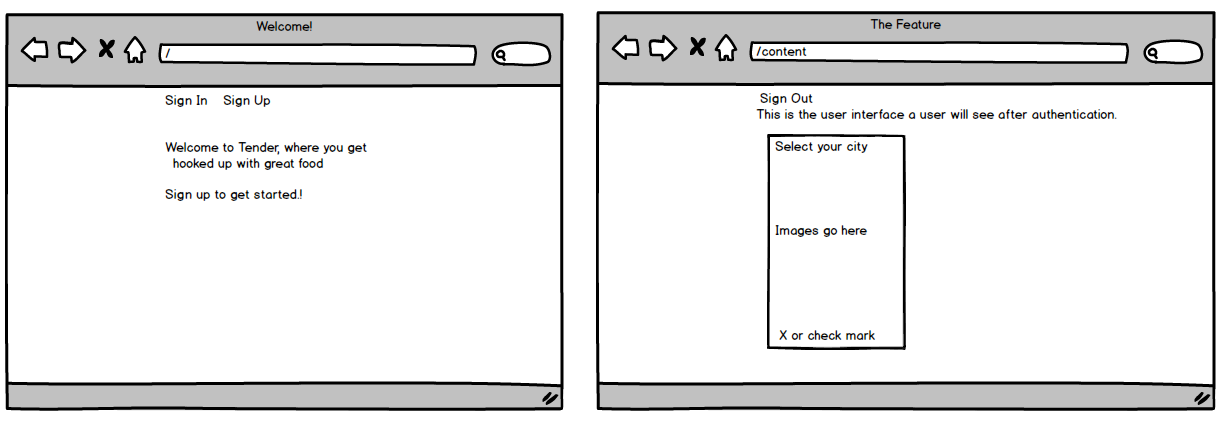 Welcome!
/
Sign In Sign Up
Welcome to Tender, where you get
hooked up with great food
Sign up to get started.!
The Feature
/content
Sign Out
This is the user interface a user will see after authentication.
Select your city
Images go here
X or check mark